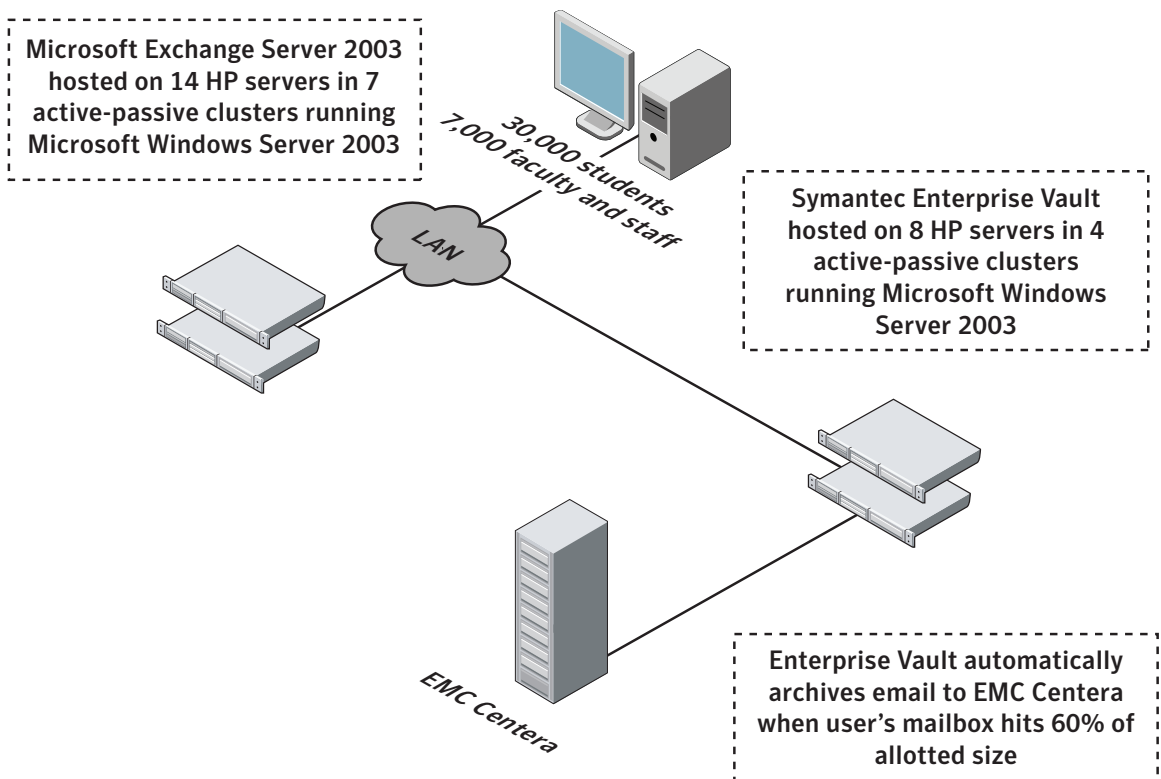 Microsoft Exchange Server 2003
hosted on 14 HP servers in 7
active-passive clusters running
Microsoft Windows Server 2003
30,000 students
7,000 faculty and staff
LAN
Symantec Enterprise Vault
hosted on 8 HP servers in 4
active-passive clusters
running Microsoft Windows
Server 2003
EMC Centera
Enterprise Vault automatically
archives email to EMC Centera
when user’s mailbox hits 60% of
allotted size